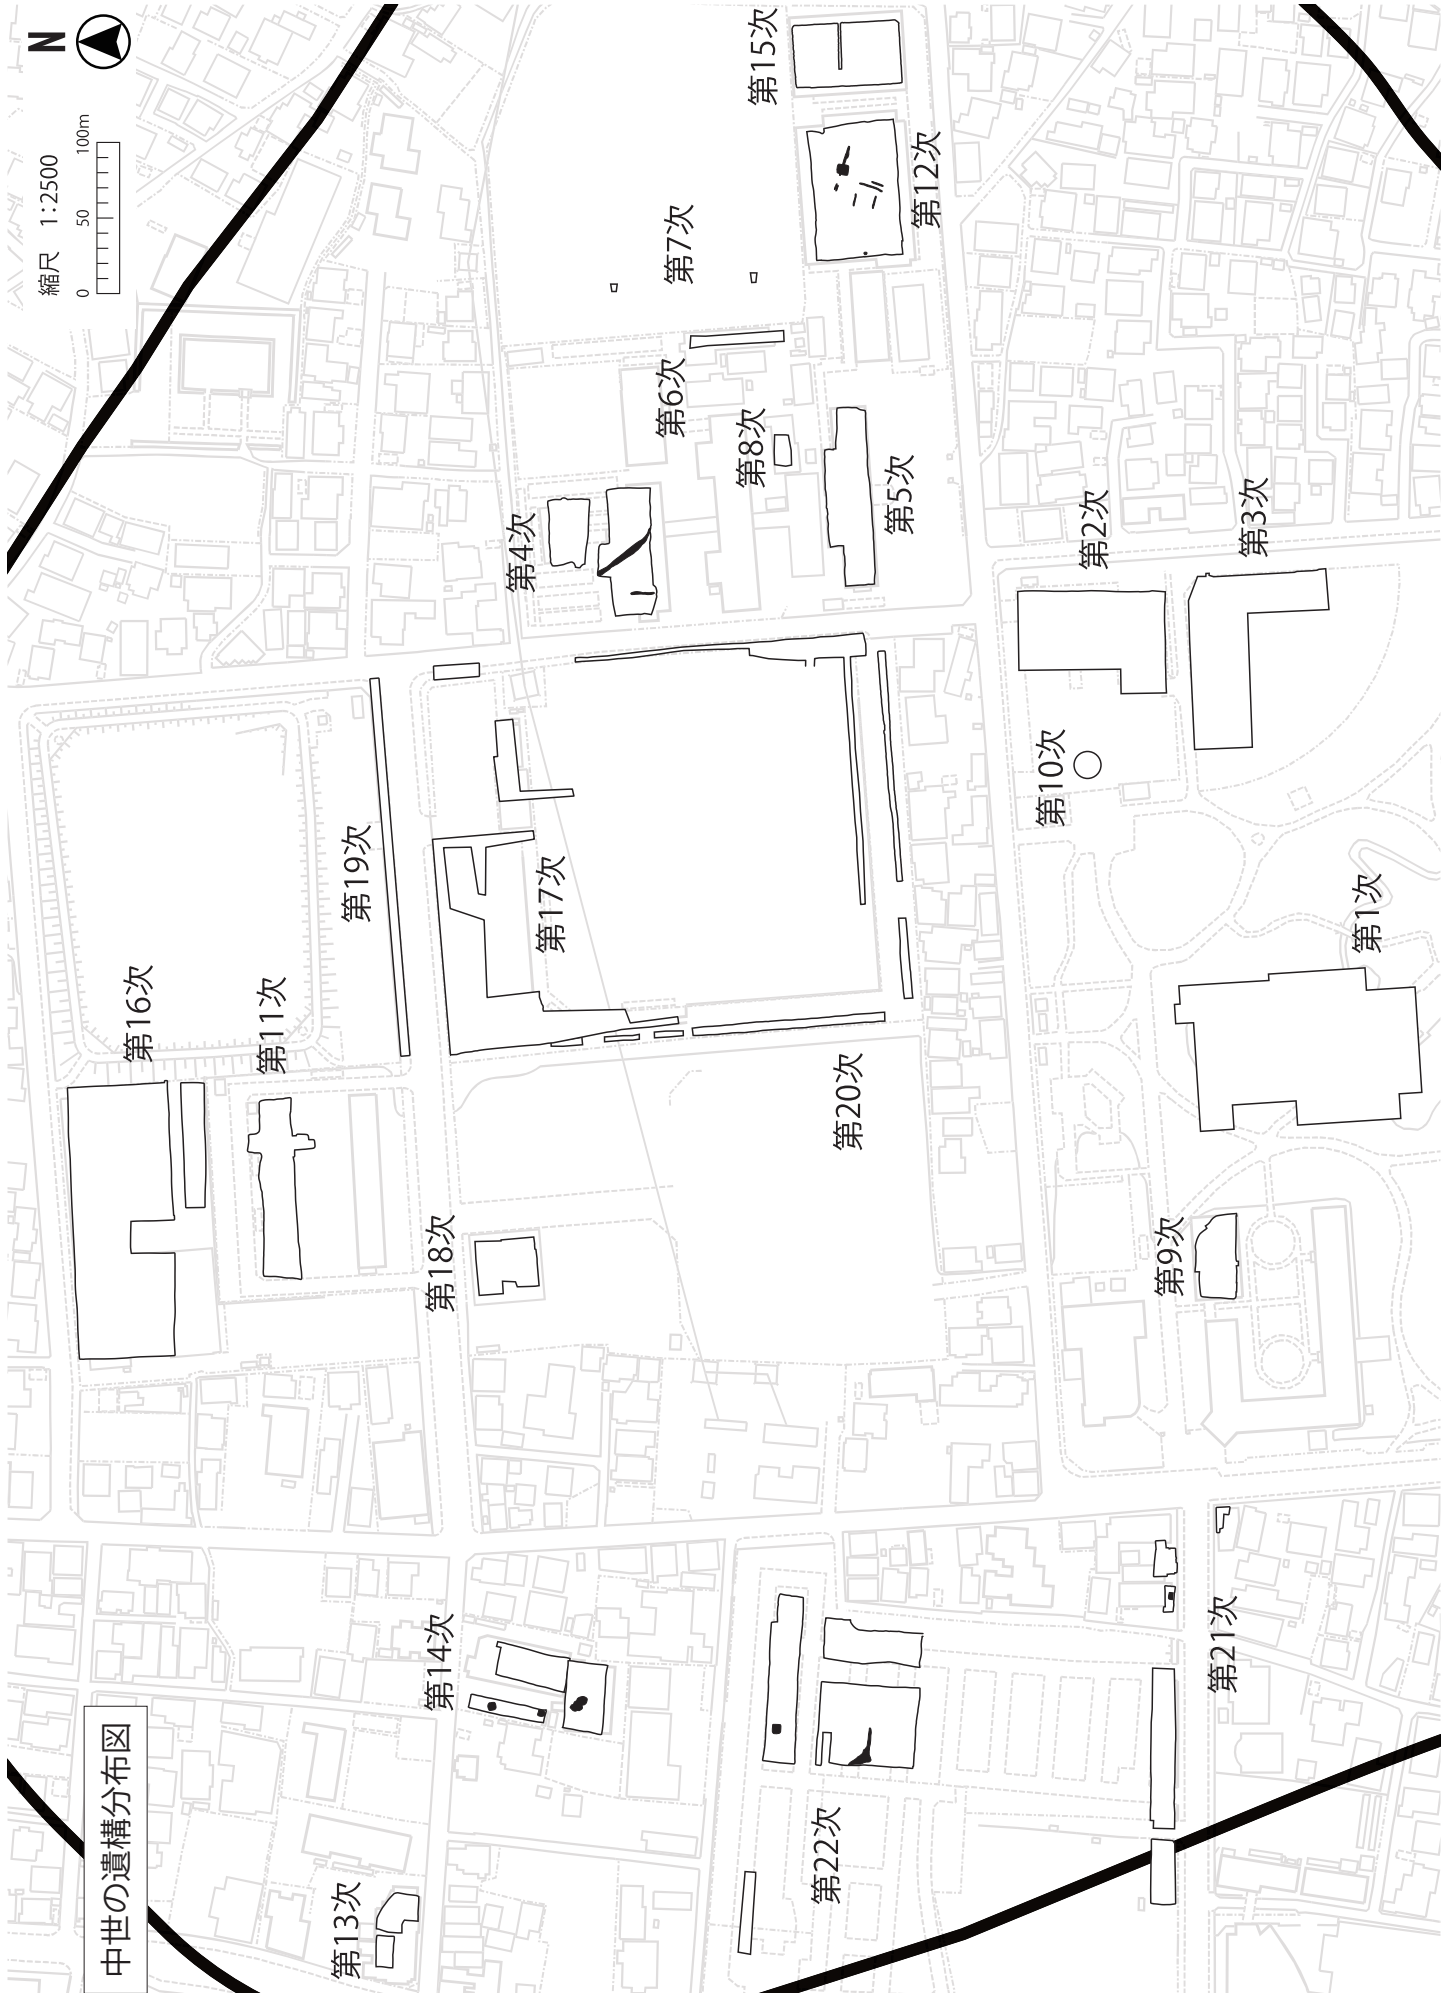 中世の遺構分布図
N
縮尺 1:2500
0 50 100m
第13次
第16次
第11次
第19次
第14次
第18次
第17次
第4次
第6次
第7次
第15次
第8次
第12次
第5次
第22次
第20次
第10次
第2次
第21次
第9次
第3次
第1次